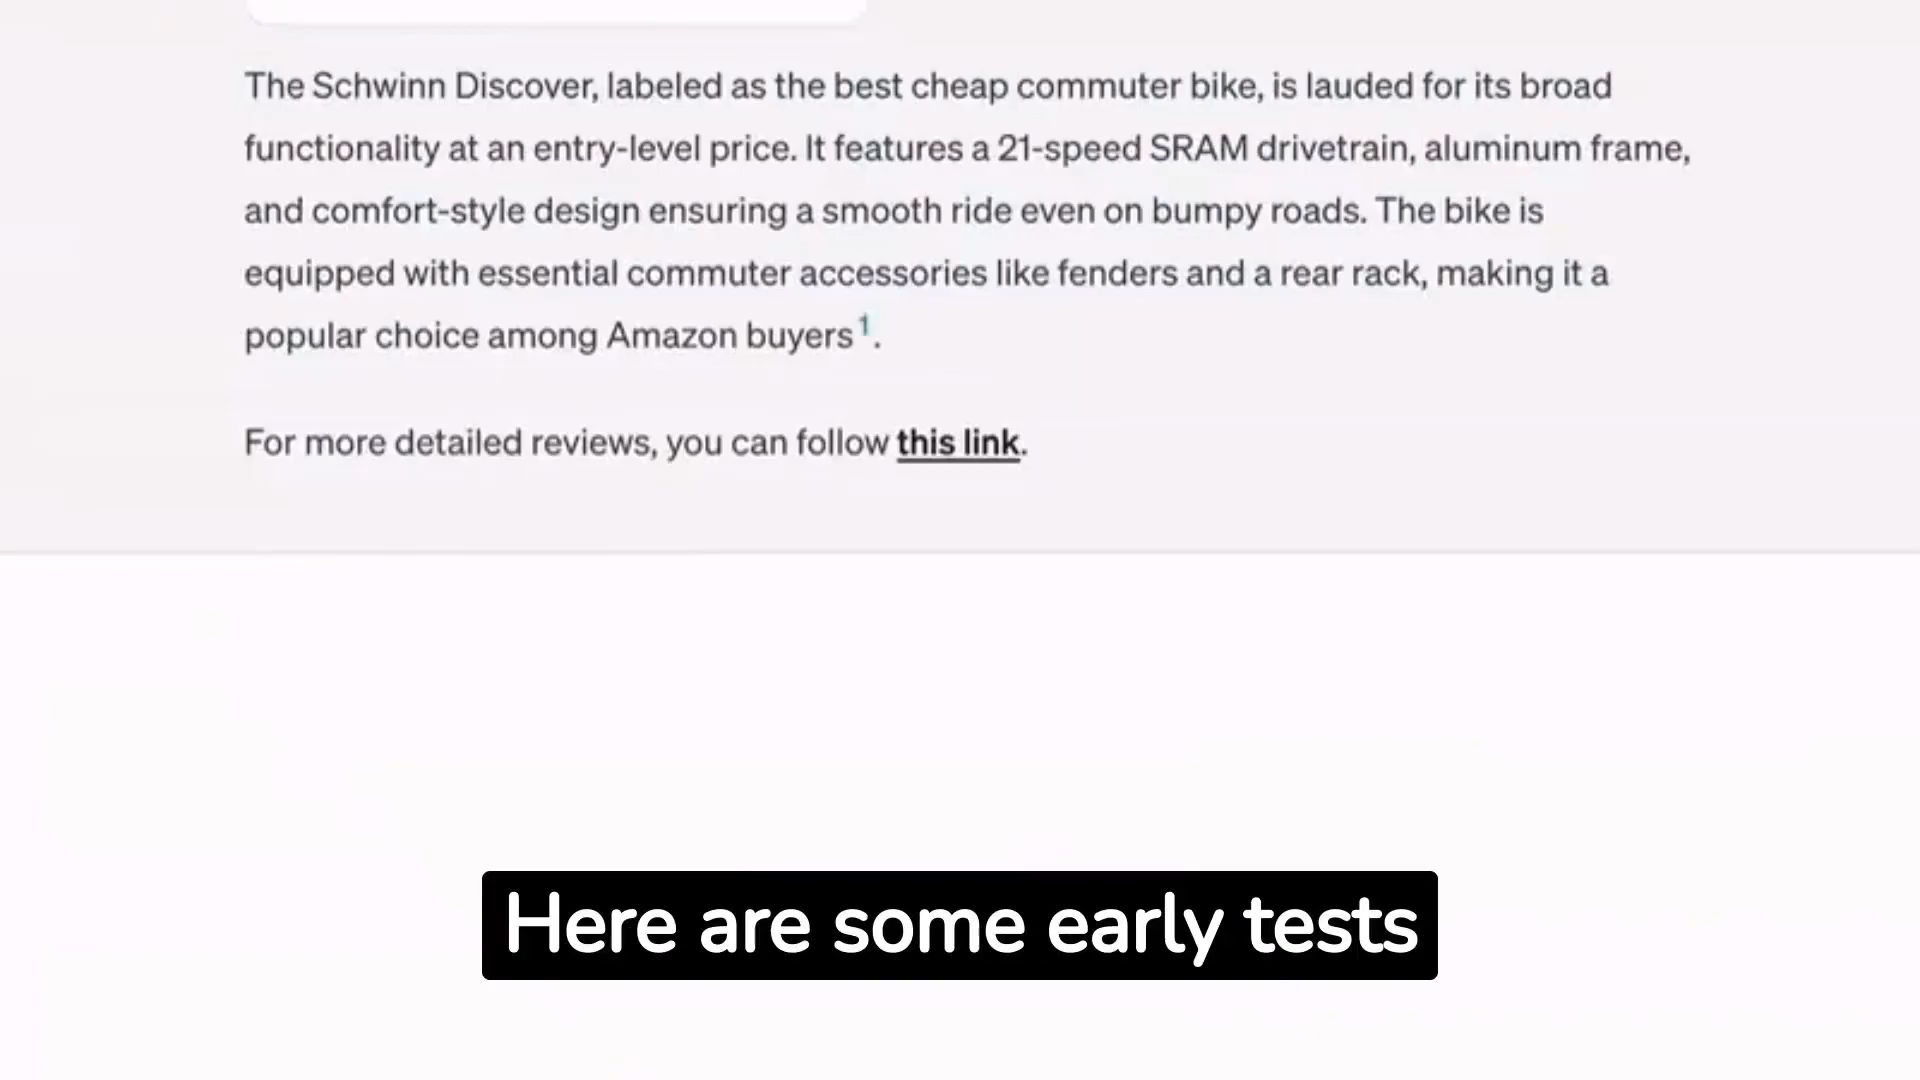 The Schwinn Discover, labeled as the best cheap commuter bike, is lauded for its broad
functionality at an entry-level price. It features a 21-speed SRAM drivetrain, aluminum frame,
and comfort-style design ensuring a smooth ride even on bumpy roads. The bike is
equipped with essential commuter accessories like fenders and a rear rack, making it a
popular choice among Amazon buyers 1.
For more detailed reviews, you can follow this link.
Here are some early tests